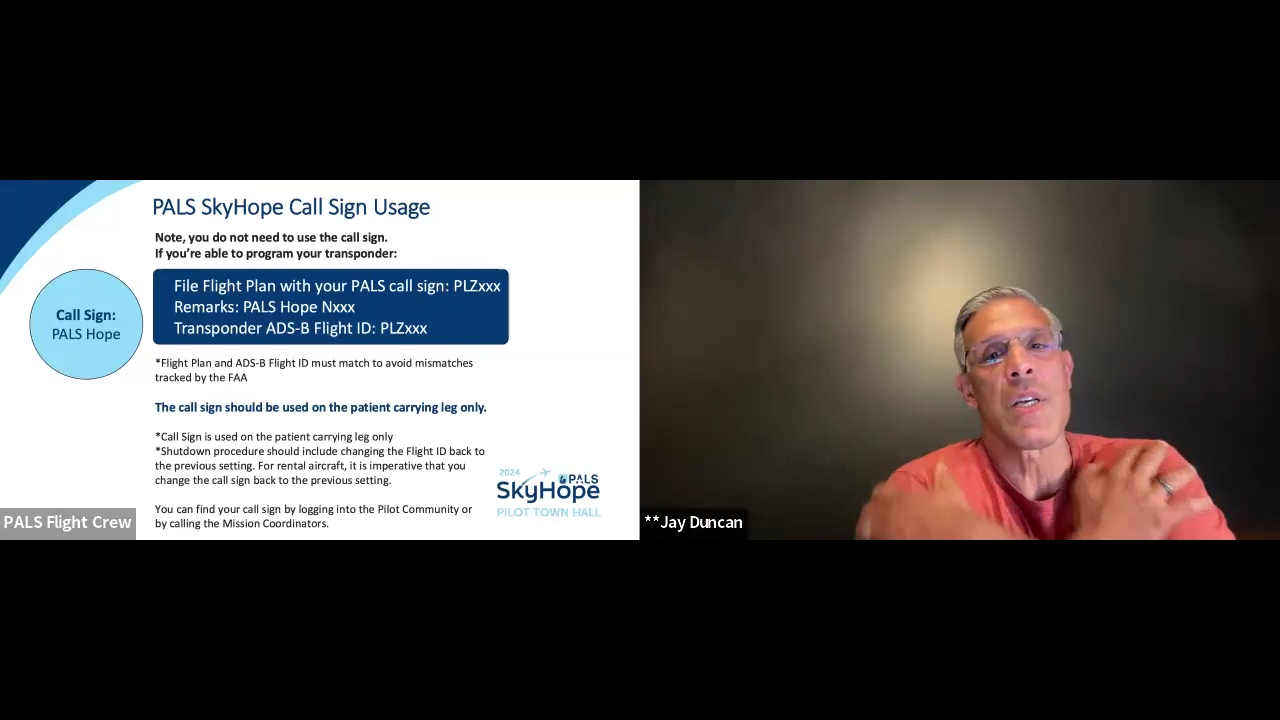 PALS SkyHope Call Sign Usage
Note, you do not need to use the call sign.
If you're able to program your transponder:
File Flight Plan with your PALS call sign: PLZxxx
Remarks: PALS Hope Nxxx
Transponder ADS-B Flight ID: PLZxxx
Call Sign:
PALS Hope
*Flight Plan and ADS-B Flight ID must match to avoid mismatches
tracked by the FAA
The call sign should be used on the patient carrying leg only.
*Call Sign is used on the patient carrying leg only
*Shutdown procedure should include changing the Flight ID back to
the previous setting. For rental aircraft, it is imperative that you
change the call sign back to the previous setting.
You can find your call sign by logging into the Pilot Community or
by calling the Mission Coordinators.
2024
PALS
SkyHope
PILOT TOWN HALL
PALS Flight Crew
**Jay Duncan